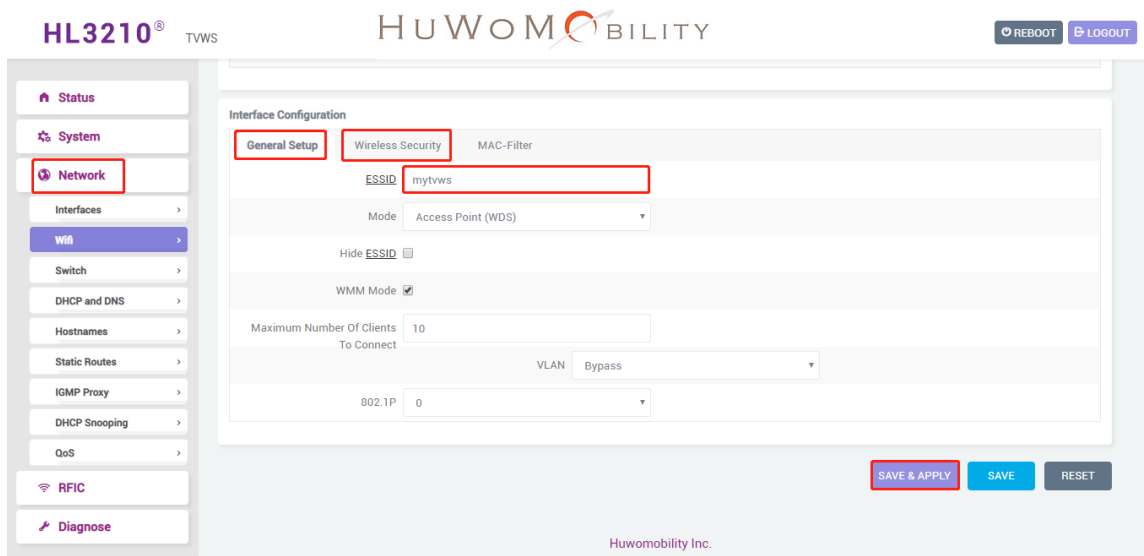 HL3210® TVWS
HUWOMOBILITY
REBOOT
LOGOUT
Status
System
Network
Interfaces
Wifi
Switch
DHCP and DNS
Hostnames
Static Routes
IGMP Proxy
DHCP Snooping
QoS
RFIC
Diagnose
Interface Configuration
General Setup Wireless Security MAC-Filter
ESSID mytvws
Mode Access Point (WDS)
Hide ESSID
WMM Mode
Maximum Number Of Clients 10
To Connect
VLAN Bypass
802.1P 0
SAVE & APPLY SAVE RESET
Huwomobility Inc.